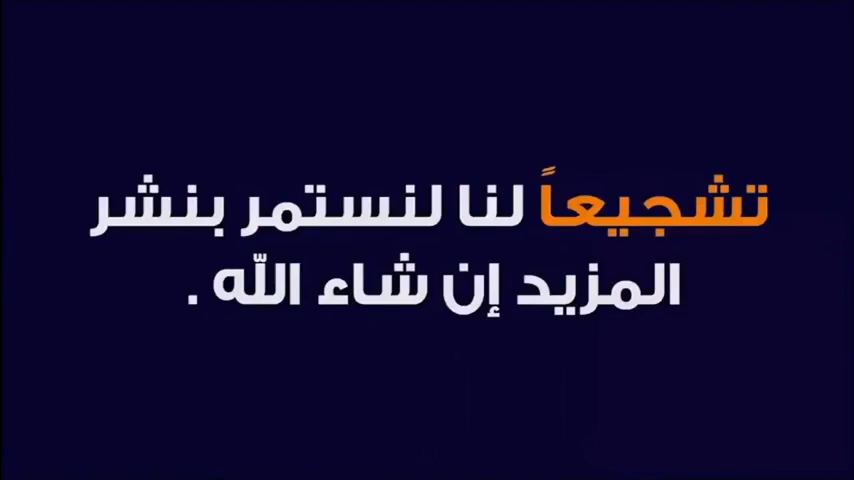 تشجيعاً لنا لنستمر بنشر
المزيد إن شاء الله .